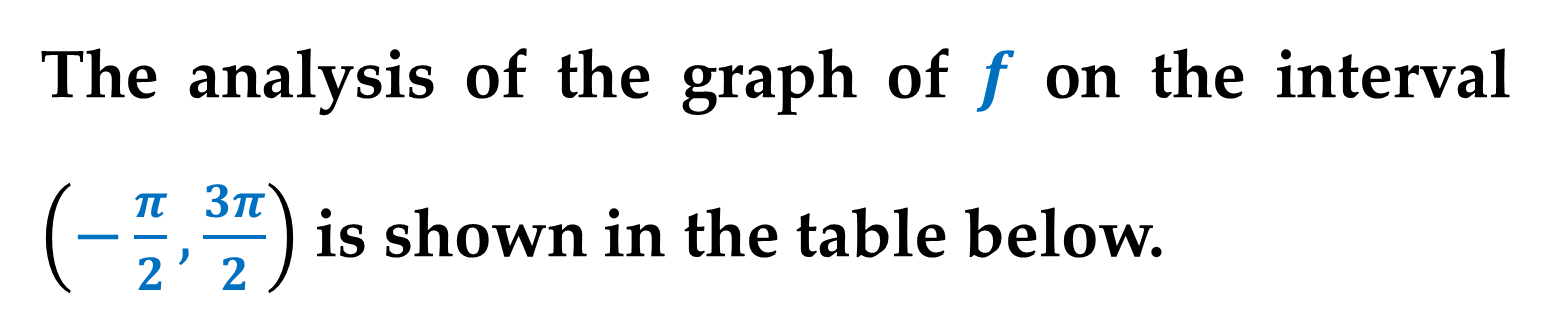 The analysis of the graph of f on the interval
(−π/2, 3π/2) is shown in the table below.